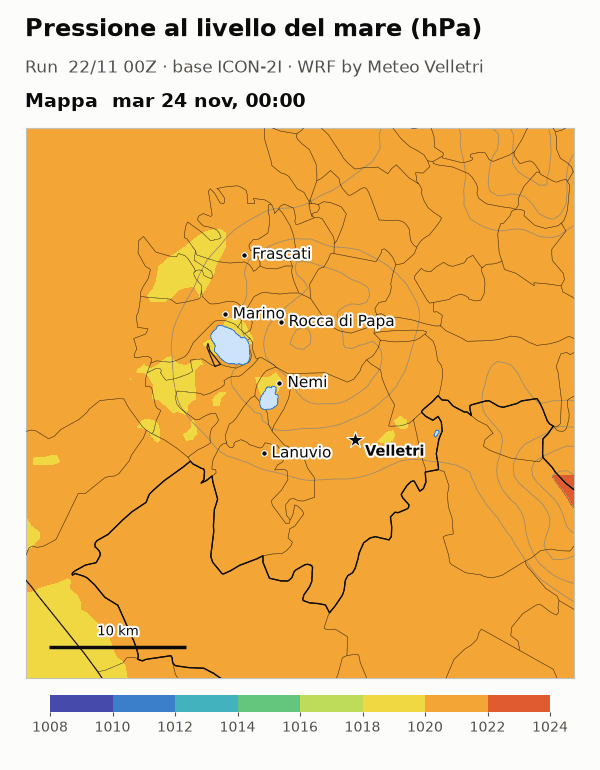 Pressione al livello del mare (hPa)
Run  22/11 00Z · base ICON-2I · WRF by Meteo Velletri
Mappa  mar 24 nov, 00:00
Frascati
Marino
Rocca di Papa
Nemi
Velletri
Lanuvio
10 km
1008 1010 1012 1014 1016 1018 1020 1022 1024